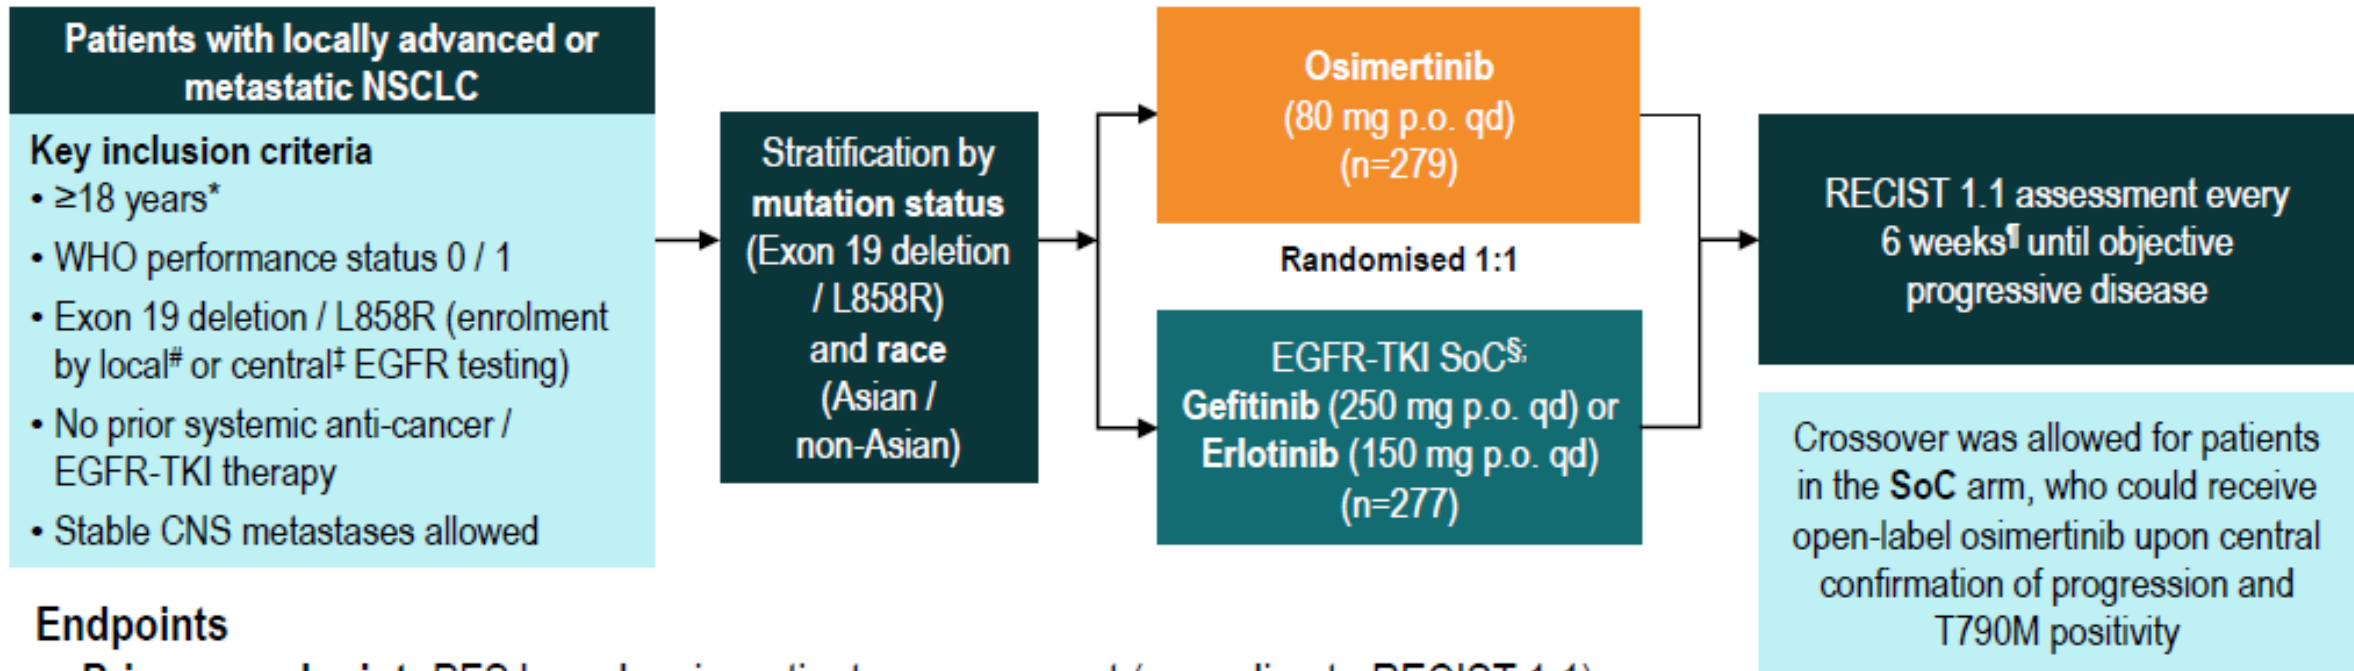 Patients with locally advanced or
metastatic NSCLC
Key inclusion criteria
• ≥18 years*
• WHO performance status 0 / 1
• Exon 19 deletion / L858R (enrolment
by local# or central‡ EGFR testing)
• No prior systemic anti-cancer /
EGFR-TKI therapy
• Stable CNS metastases allowed
Stratification by
mutation status
(Exon 19 deletion
/ L858R)
and race
(Asian /
non-Asian)
Osimertinib
(80 mg p.o. qd)
(n=279)
Randomised 1:1
EGFR-TKI SoC§;
Gefitinib (250 mg p.o. qd) or
Erlotinib (150 mg p.o. qd)
(n=277)
RECIST 1.1 assessment every
6 weeks¶ until objective
progressive disease
Crossover was allowed for patients
in the SoC arm, who could receive
open-label osimertinib upon central
confirmation of progression and
T790M positivity
Endpoints